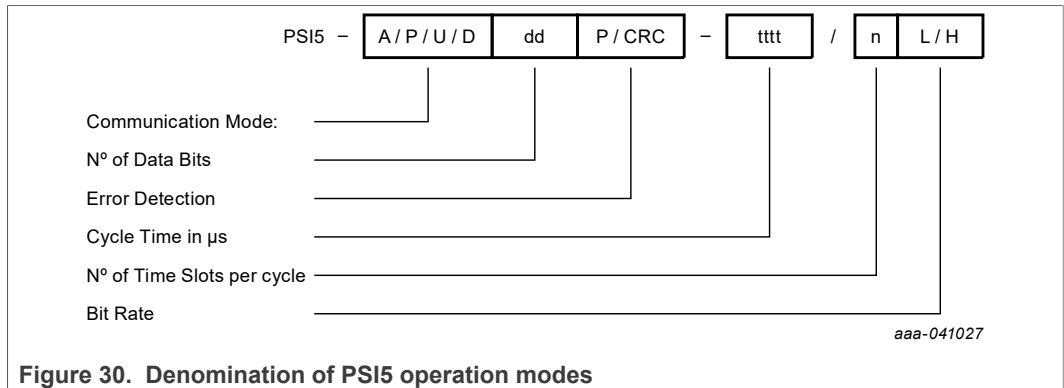 PSI5 – A / P / U / D dd P / CRC – tttt / n L / H
Communication Mode:
Nº of Data Bits
Error Detection
Cycle Time in µs
Nº of Time Slots per cycle
Bit Rate
aaa-041027
Figure 30. Denomination of PSI5 operation modes